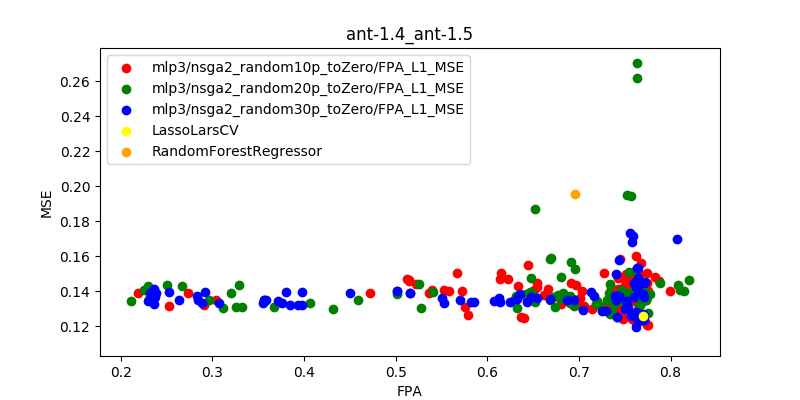 ant-1.4_ant-1.5
mlp3/nsga2_random10p_toZero/FPA_L1_MSE
mlp3/nsga2_random20p_toZero/FPA_L1_MSE
mlp3/nsga2_random30p_toZero/FPA_L1_MSE
LassoLarsCV
RandomForestRegressor
MSE
0.26
0.24
0.22
0.20
0.18
0.16
0.14
0.12
0.2 0.3 0.4 0.5 0.6 0.7 0.8
FPA